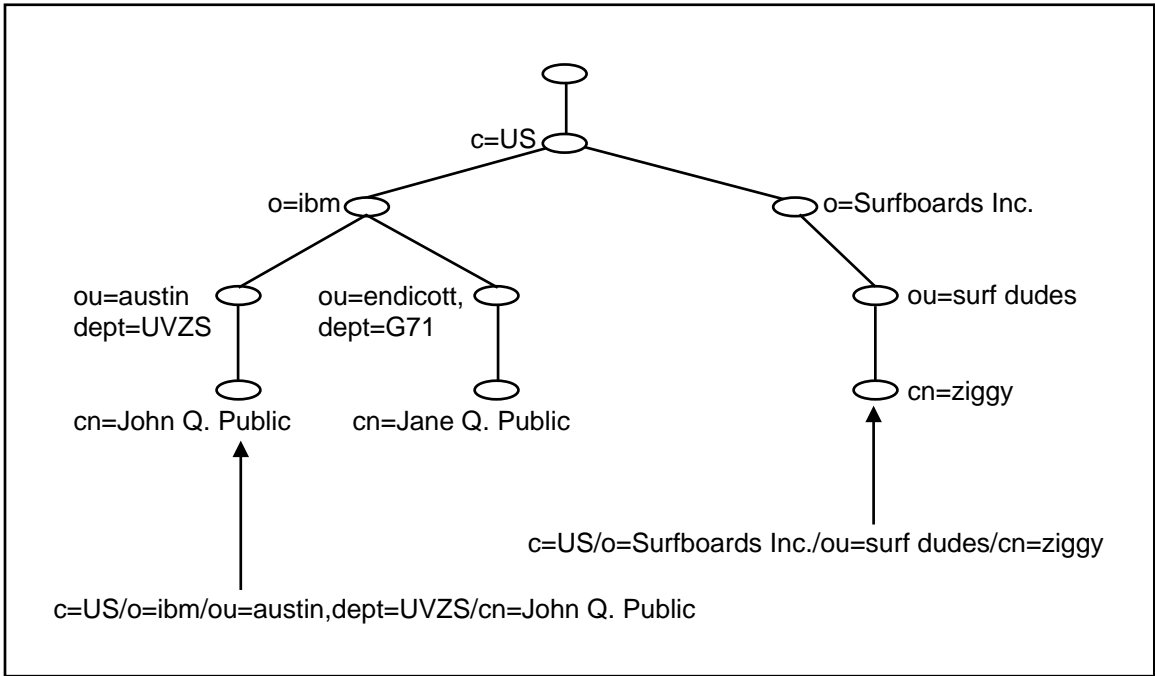 c=US
o=ibm
o=Surfboards Inc.
ou=austin
dept=UVZS
ou=endicott,
dept=G71
ou=surf dudes
cn=John Q. Public
cn=Jane Q. Public
cn=ziggy
c=US/o=Surfboards Inc./ou=surf dudes/cn=ziggy
c=US/o=ibm/ou=austin,dept=UVZS/cn=John Q. Public